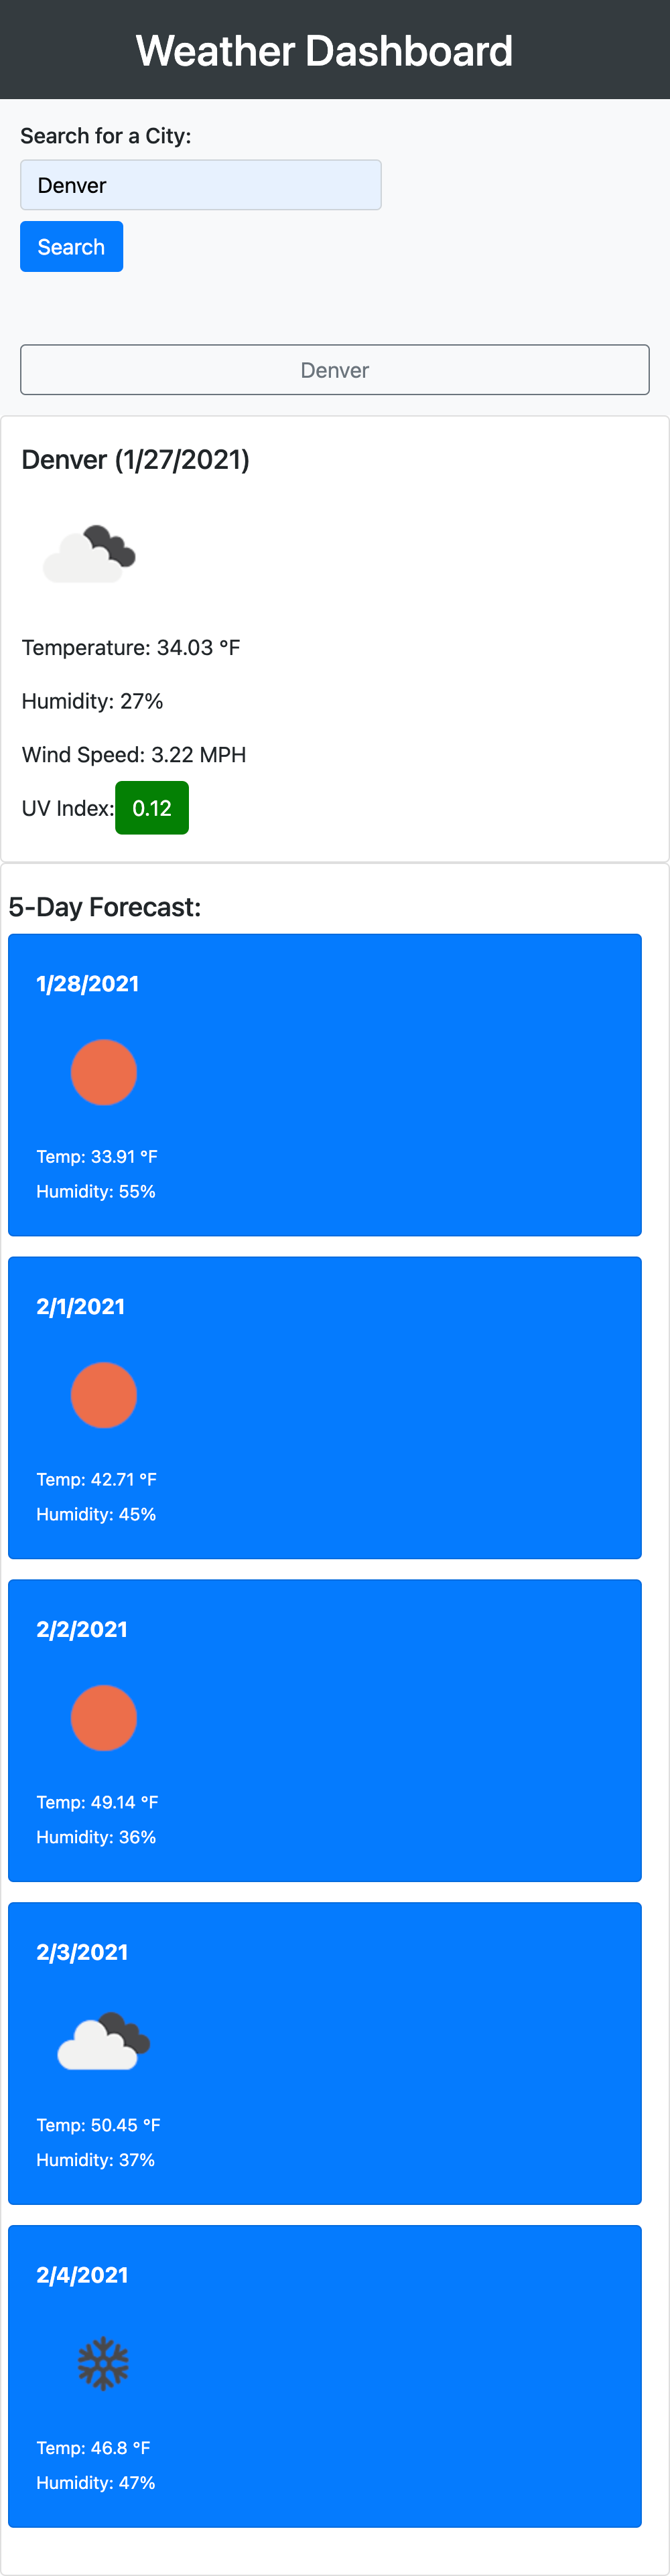 Weather Dashboard
Search for a City:
Denver
Search
Denver
Denver (1/27/2021)
Temperature: 34.03 °F
Humidity: 27%
Wind Speed: 3.22 MPH
UV Index: 0.12
5-Day Forecast:
1/28/2021
Temp: 33.91 °F
Humidity: 55%
2/1/2021
Temp: 42.71 °F
Humidity: 45%
2/2/2021
Temp: 49.14 °F
Humidity: 36%
2/3/2021
Temp: 50.45 °F
Humidity: 37%
2/4/2021
Temp: 46.8 °F
Humidity: 47%